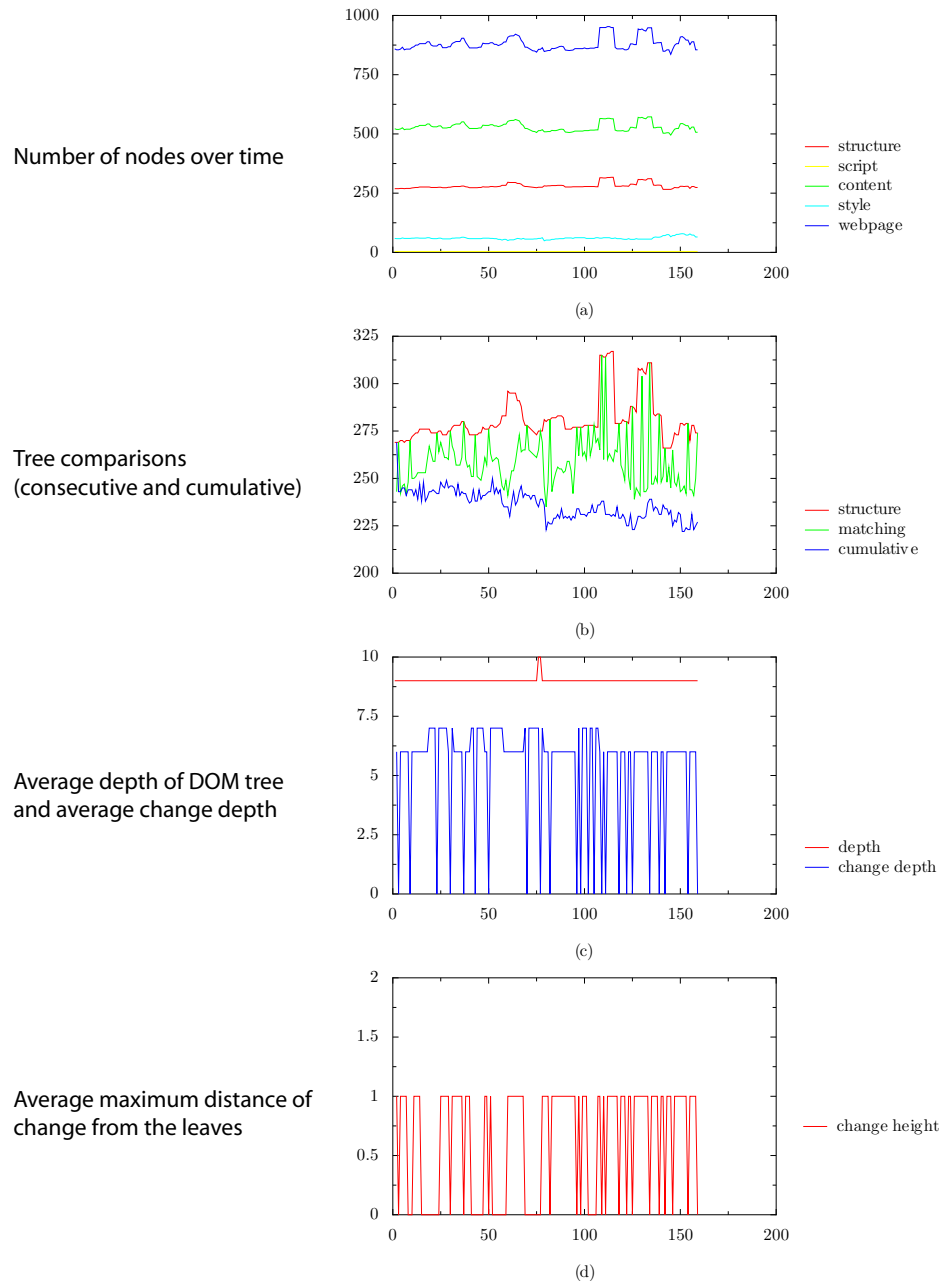 1000
750
500
250
0
0
50
100
150
200
(a)
Number of nodes over time
structure
script
content
style
webpage
325
300
275
250
225
200
0
50
100
150
200
(b)
Tree comparisons
(consecutive and cumulative)
structure
matching
cumulative
10
7.5
5
2.5
0
0
50
100
150
200
(c)
Average depth of DOM tree
and average change depth
depth
change depth
2
1.5
1
0.5
0
0
50
100
150
200
(d)
Average maximum distance of
change from the leaves
change height